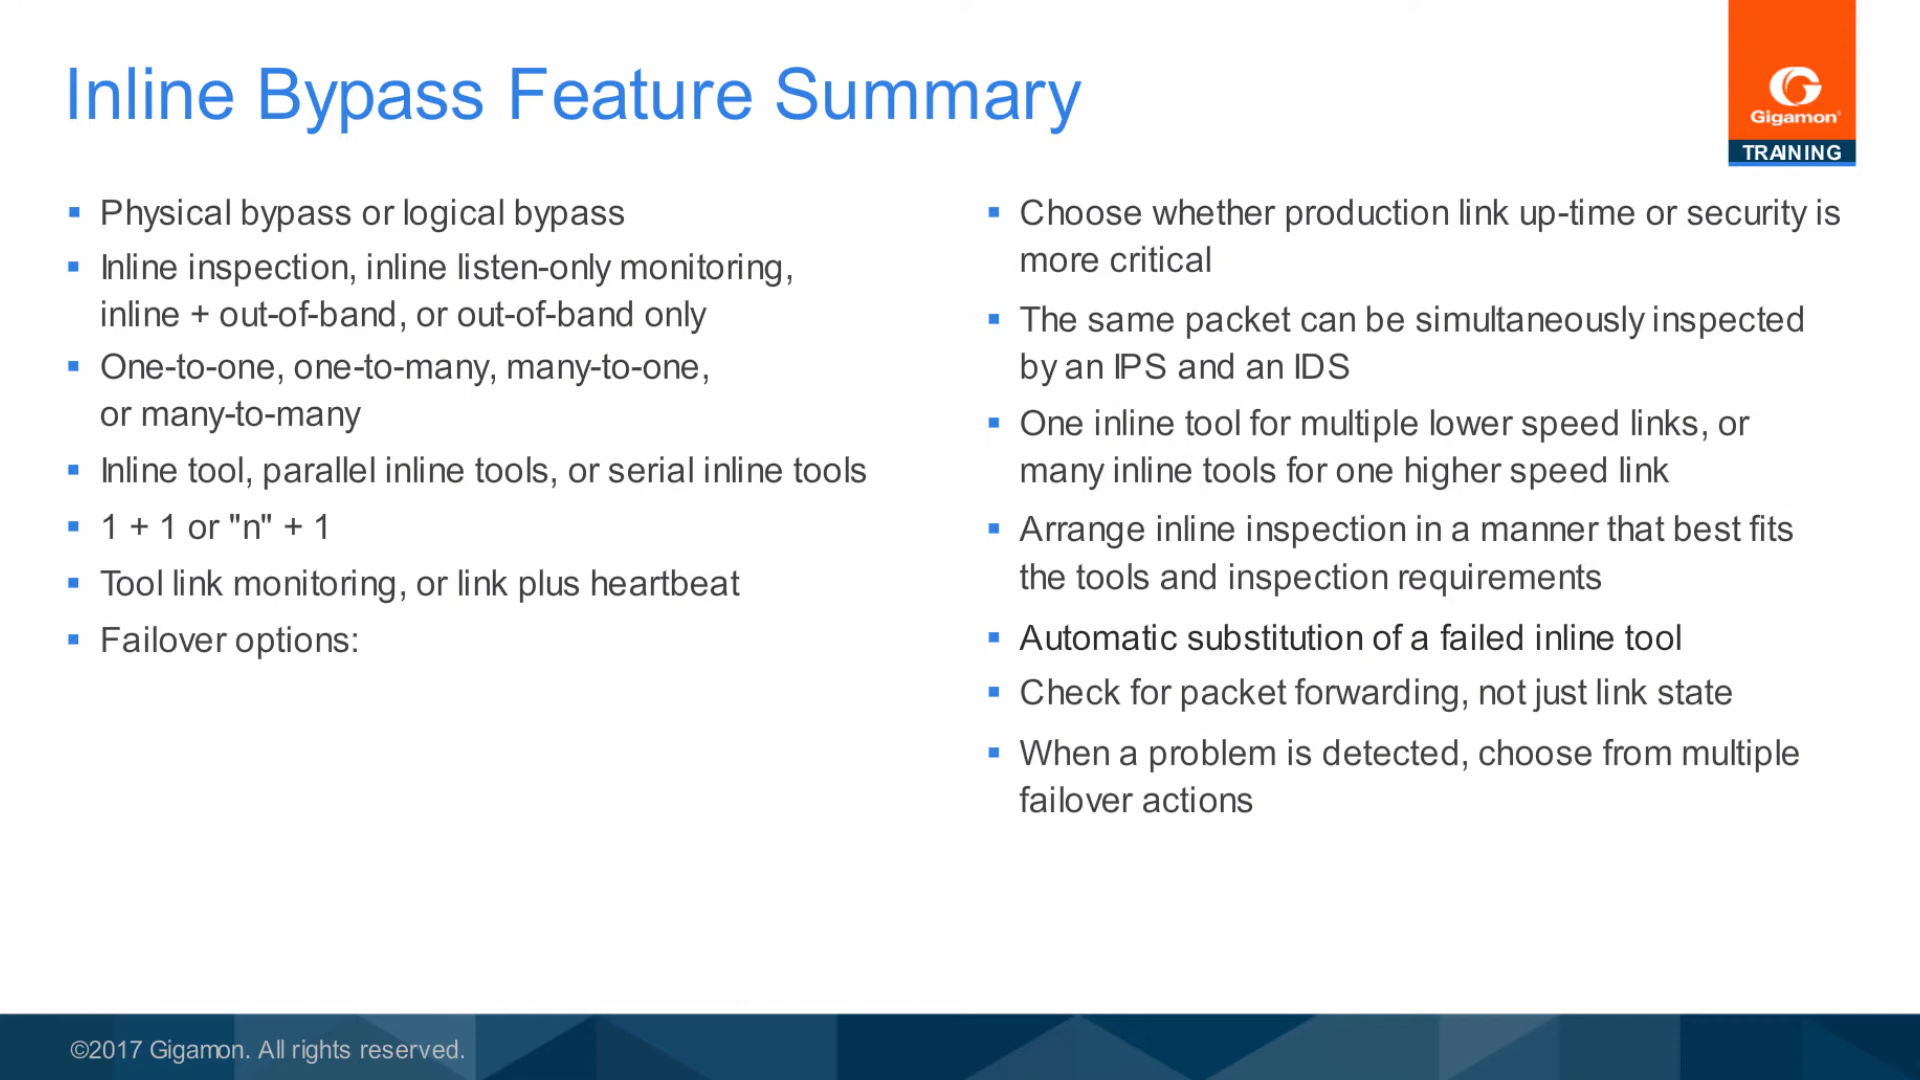 Inline Bypass Feature Summary
Gigamon®
TRAINING
Physical bypass or logical bypass
Inline inspection, inline listen-only monitoring,
inline + out-of-band, or out-of-band only
One-to-one, one-to-many, many-to-one,
or many-to-many
Inline tool, parallel inline tools, or serial inline tools
1 + 1 or "n" + 1
Tool link monitoring, or link plus heartbeat
Failover options:
Choose whether production link up-time or security is
more critical
The same packet can be simultaneously inspected
by an IPS and an IDS
One inline tool for multiple lower speed links, or
many inline tools for one higher speed link
Arrange inline inspection in a manner that best fits
the tools and inspection requirements
Automatic substitution of a failed inline tool
Check for packet forwarding, not just link state
When a problem is detected, choose from multiple
failover actions
©2017 Gigamon. All rights reserved.